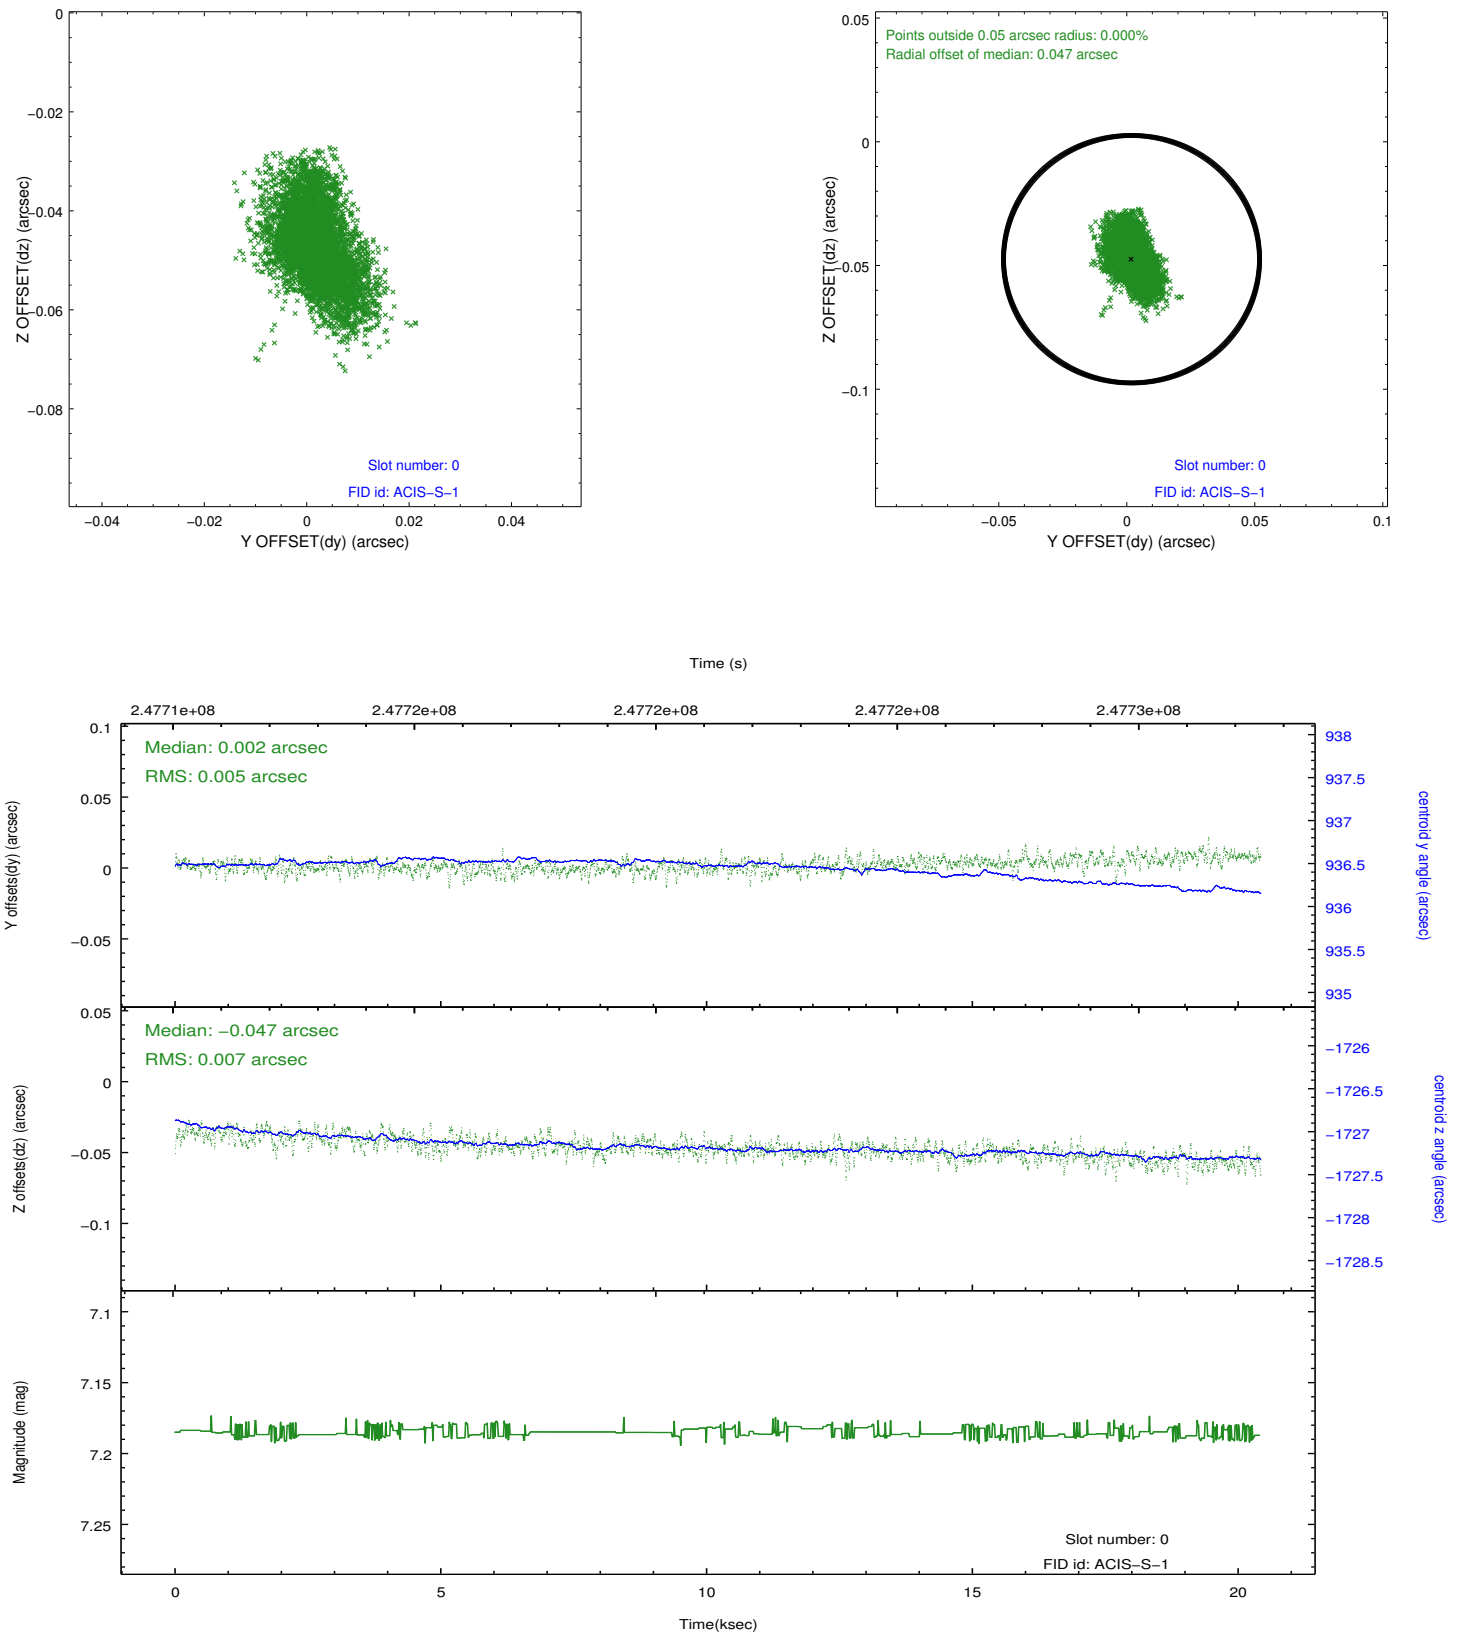 0
−0.02
−0.04
−0.06
−0.08
Z OFFSET(dz) (arcsec)
Slot number: 0
FID id: ACIS−S−1
−0.04
−0.02
0
0.02
0.04
Y OFFSET(dy) (arcsec)
Points outside 0.05 arcsec radius: 0.000%
Radial offset of median: 0.047 arcsec
0.05
0
−0.05
−0.1
Z OFFSET(dz) (arcsec)
Slot number: 0
FID id: ACIS−S−1
−0.05
0
0.05
0.1
Y OFFSET(dy) (arcsec)
Time (s)
2.4771e+08
2.4772e+08
2.4772e+08
2.4772e+08
2.4773e+08
Median: 0.002 arcsec
RMS: 0.005 arcsec
0.1
0.05
0
−0.05
Y offsets(dy) (arcsec)
938
937.5
937
936.5
936
935.5
935
centroid y angle (arcsec)
Median: −0.047 arcsec
RMS: 0.007 arcsec
0.05
0
−0.05
−0.1
Z offsets(dz) (arcsec)
−1726
−1726.5
−1727
−1727.5
−1728
−1728.5
centroid z angle (arcsec)
7.1
7.15
7.2
7.25
Magnitude (mag)
Slot number: 0
FID id: ACIS−S−1
0
5
10
15
20
Time(ksec)